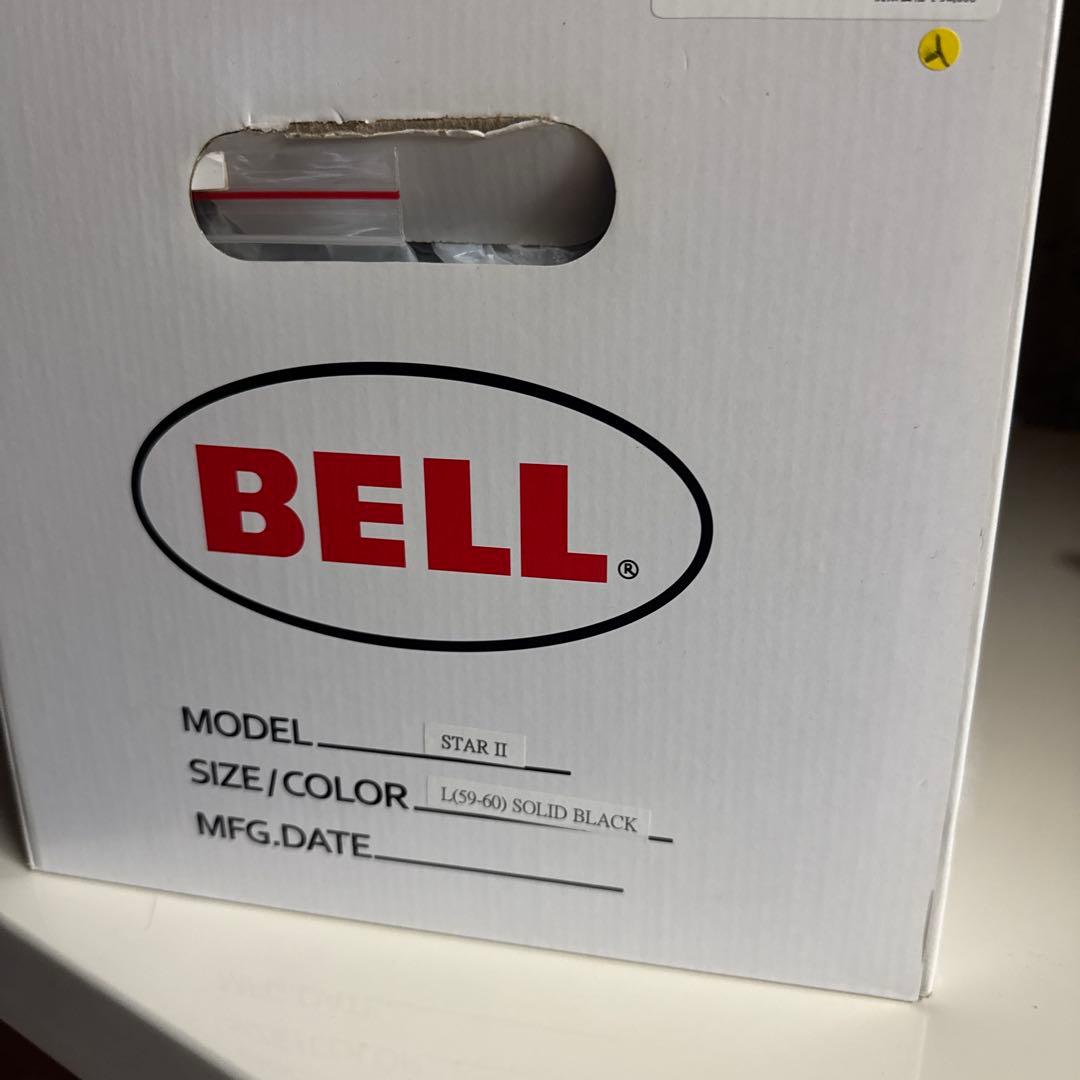 BELL®
MODEL STAR II
SIZE/COLOR L(59-60) SOLID BLACK
MFG.DATE